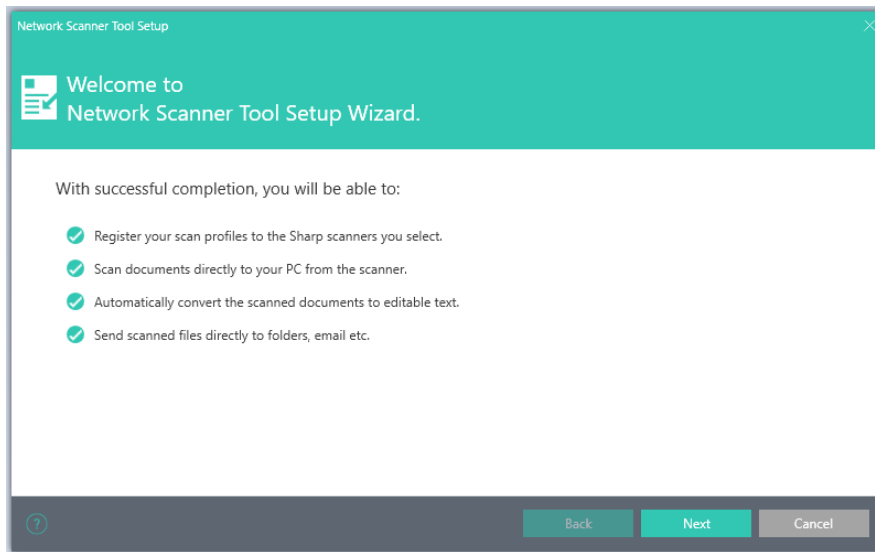 Network Scanner Tool Setup
Welcome to
Network Scanner Tool Setup Wizard.
With successful completion, you will be able to:
Register your scan profiles to the Sharp scanners you select.
Scan documents directly to your PC from the scanner.
Automatically convert the scanned documents to editable text.
Send scanned files directly to folders, email etc.
?
Back
Next
Cancel